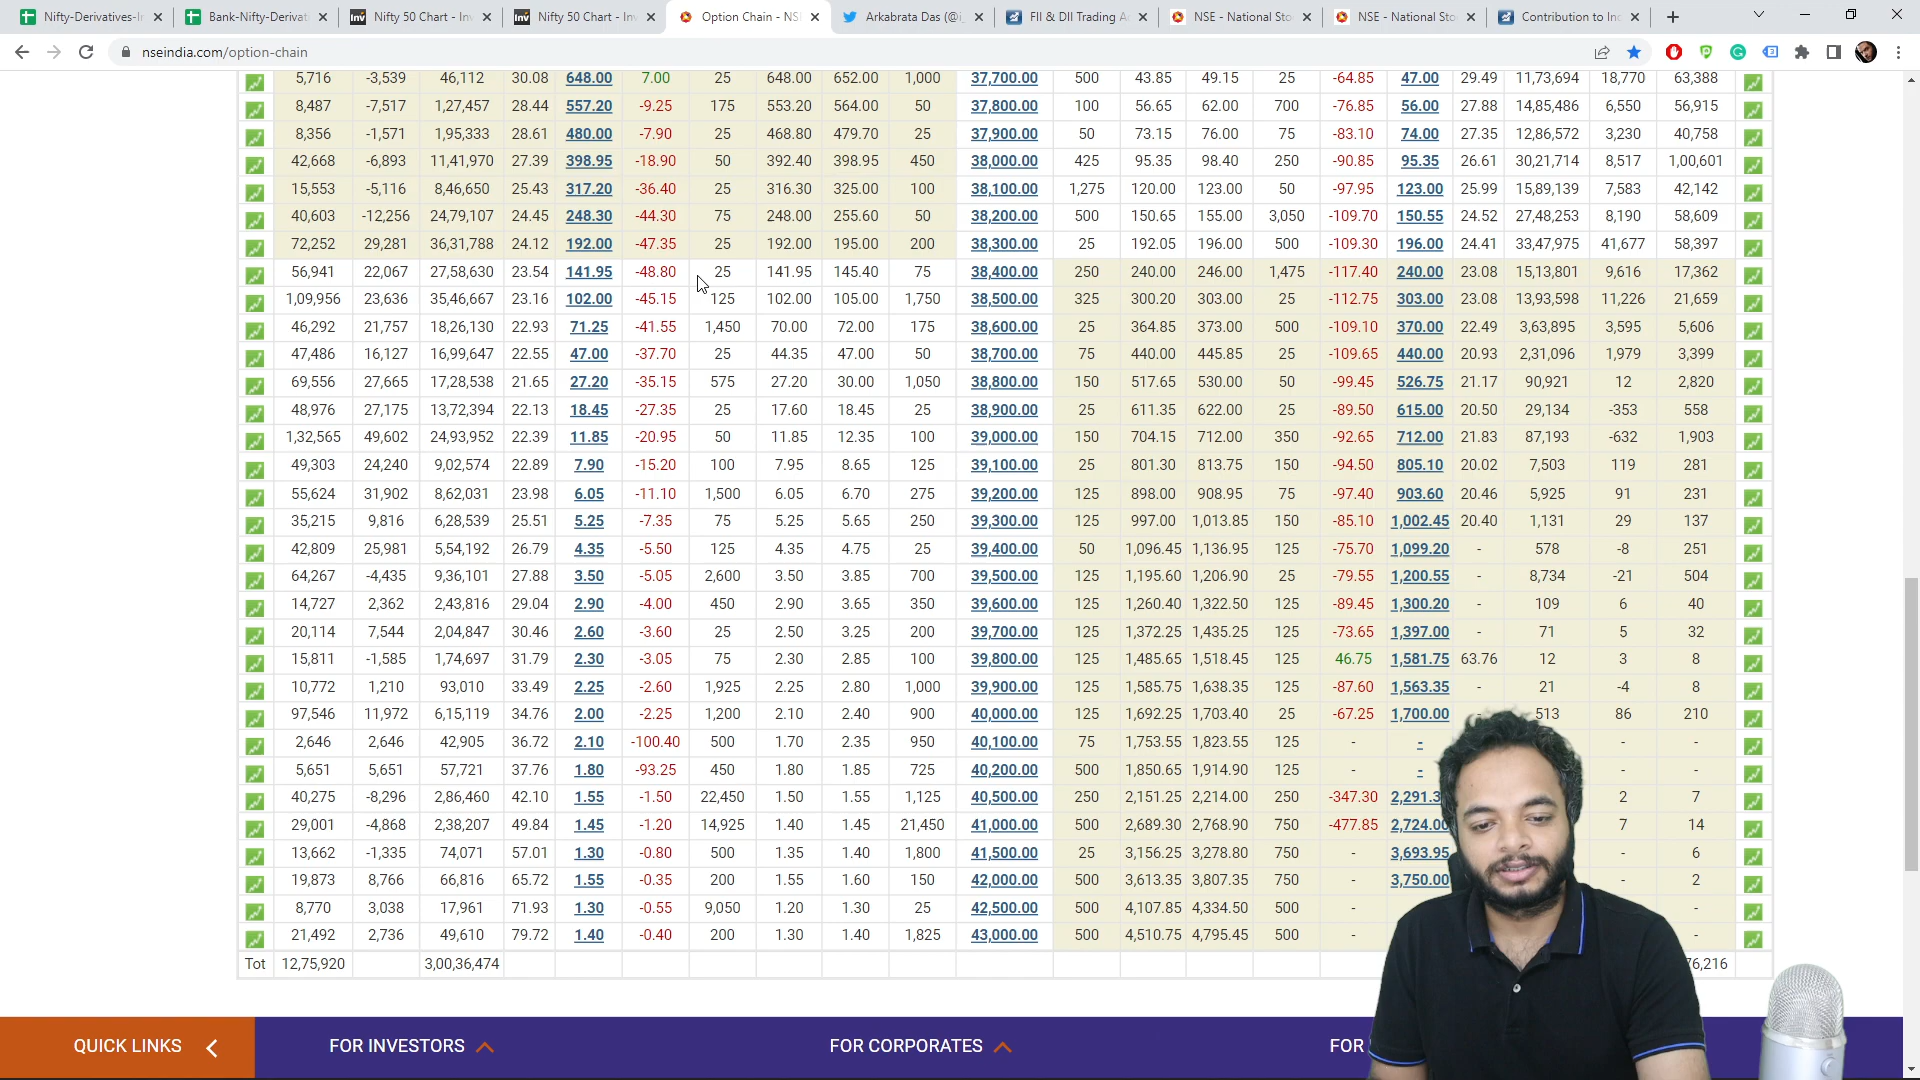 Nifty-Derivatives-Ir
Bank-Nifty-Derivati
Inv Nifty 50 Chart - Inv
Inv Nifty 50 Chart - Inv
Option Chain - NSE
Arkabrata Das (@i_
FII & DII Trading A
NSE - National Sto
NSE - National Sto
Contribution to Inc
nseindia.com/option-chain
5,716 -3,539 46,112 30.08 648.00 7.00 25 648.00 652.00 1,000 37,700.00 500 43.85 49.15 25 -64.85 47.00 29.49 11,73,694 18,770 63,388
8,487 -7,517 1,27,457 28.44 557.20 -9.25 175 553.20 564.00 50 37,800.00 100 56.65 62.00 700 -76.85 56.00 27.88 14,85,486 6,550 56,915
8,356 -1,571 1,95,333 28.61 480.00 -7.90 25 468.80 479.70 25 37,900.00 50 73.15 76.00 75 -83.10 74.00 27.35 12,86,572 3,230 40,758
42,668 -6,893 11,41,970 27.39 398.95 -18.90 50 392.40 398.95 450 38,000.00 425 95.35 98.40 250 -90.85 95.35 26.61 30,21,714 8,517 1,00,601
15,553 -5,116 8,46,650 25.43 317.20 -36.40 25 316.30 325.00 100 38,100.00 1,275 120.00 123.00 50 -97.95 123.00 25.99 15,89,139 7,583 42,142
40,603 -12,256 24,79,107 24.45 248.30 -44.30 75 248.00 255.60 50 38,200.00 500 150.65 155.00 3,050 -109.70 150.55 24.52 27,48,253 8,190 58,609
72,252 29,281 36,31,788 24.12 192.00 -47.35 25 192.00 195.00 200 38,300.00 25 192.05 196.00 500 -109.30 196.00 24.41 33,47,975 41,677 58,397
56,941 22,067 27,58,630 23.54 141.95 -48.80 25 141.95 145.40 75 38,400.00 250 240.00 246.00 1,475 -117.40 240.00 23.08 15,13,801 9,616 17,362
1,09,956 23,636 35,46,667 23.16 102.00 -45.15 125 102.00 105.00 1,750 38,500.00 325 300.20 303.00 25 -112.75 303.00 23.08 13,93,598 11,226 21,659
46,292 21,757 18,26,130 22.93 71.25 -41.55 1,450 70.00 72.00 175 38,600.00 25 364.85 373.00 500 -109.10 370.00 22.49 3,63,895 3,595 5,606
47,486 16,127 16,99,647 22.55 47.00 -37.70 25 44.35 47.00 50 38,700.00 75 440.00 445.85 25 -109.65 440.00 20.93 2,31,096 1,979 3,399
69,556 27,665 17,28,538 21.65 27.20 -35.15 575 27.20 30.00 1,050 38,800.00 150 517.65 530.00 50 -99.45 526.75 21.17 90,921 12 2,820
48,976 27,175 13,72,394 22.13 18.45 -27.35 25 17.60 18.45 25 38,900.00 25 611.35 622.00 25 -89.50 615.00 20.50 29,134 -353 558
1,32,565 49,602 24,93,952 22.39 11.85 -20.95 50 11.85 12.35 100 39,000.00 150 704.15 712.00 350 -92.65 712.00 21.83 87,193 -632 1,903
49,303 24,240 9,02,574 22.89 7.90 -15.20 100 7.95 8.65 125 39,100.00 25 801.30 813.75 150 -94.50 805.10 20.02 7,503 119 281
55,624 31,902 8,62,031 23.98 6.05 -11.10 1,500 6.05 6.70 275 39,200.00 125 898.00 908.95 75 -97.40 903.60 20.46 5,925 91 231
35,215 9,816 6,28,539 25.51 5.25 -7.35 75 5.25 5.65 250 39,300.00 125 997.00 1,013.85 150 -85.10 1,002.45 20.40 1,131 29 137
42,809 25,981 5,54,192 26.79 4.35 -5.50 125 4.35 4.75 25 39,400.00 50 1,096.45 1,136.95 125 -75.70 1,099.20 - 578 -8 251
64,267 -4,435 9,36,101 27.88 3.50 -5.05 2,600 3.50 3.85 700 39,500.00 125 1,195.60 1,206.90 25 -79.55 1,200.55 - 8,734 -21 504
14,727 2,362 2,43,816 29.04 2.90 -4.00 450 2.90 3.65 350 39,600.00 125 1,260.40 1,322.50 125 -89.45 1,300.20 - 109 6 40
20,114 7,544 2,04,847 30.46 2.60 -3.60 25 2.50 3.25 200 39,700.00 125 1,372.25 1,435.25 125 -73.65 1,397.00 - 71 5 32
15,811 -1,585 1,74,697 31.79 2.30 -3.05 75 2.30 2.85 100 39,800.00 125 1,485.65 1,518.45 125 46.75 1,581.75 63.76 12 3 8
10,772 1,210 93,010 33.49 2.25 -2.60 1,925 2.25 2.80 1,000 39,900.00 125 1,585.75 1,638.35 125 -87.60 1,563.35 - 21 -4 8
97,546 11,972 6,15,119 34.76 2.00 -2.25 1,200 2.10 2.40 900 40,000.00 125 1,692.25 1,703.40 25 -67.25 1,700.00 - 513 86 210
2,646 2,646 42,905 36.72 2.10 -100.40 500 1.70 2.35 950 40,100.00 75 1,753.55 1,823.55 125 - - - -
5,651 5,651 57,721 37.76 1.80 -93.25 450 1.80 1.85 725 40,200.00 500 1,850.65 1,914.90 125 - - - -
40,275 -8,296 2,86,460 42.10 1.55 -1.50 22,450 1.50 1.55 1,125 40,500.00 250 2,151.25 2,214.00 250 -347.30 2,291.3 2 7
29,001 -4,868 2,38,207 49.84 1.45 -1.20 14,925 1.40 1.45 21,450 41,000.00 500 2,689.30 2,768.90 750 -477.85 2,724.00 7 14
13,662 -1,335 74,071 57.01 1.30 -0.80 500 1.35 1.40 1,800 41,500.00 25 3,156.25 3,278.80 750 - 3,693.95 - 6
19,873 8,766 66,816 65.72 1.55 -0.35 200 1.55 1.60 150 42,000.00 500 3,613.35 3,807.35 750 - 3,750.00 - 2
8,770 3,038 17,961 71.93 1.30 -0.55 9,050 1.20 1.30 25 42,500.00 500 4,107.85 4,334.50 500 - - -
21,492 2,736 49,610 79.72 1.40 -0.40 200 1.30 1.40 1,825 43,000.00 500 4,510.75 4,795.45 500 - -
Tot 12,75,920 3,00,36,474 76,216
QUICK LINKS FOR INVESTORS FOR CORPORATES FOR